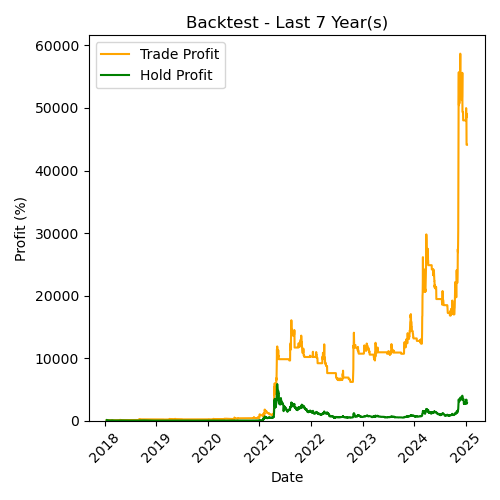 Backtest - Last 7 Year(s)
Trade Profit
Hold Profit
60000
50000
40000
30000
20000
10000
0
Profit (%)
2018 2019 2020 2021 2022 2023 2024 2025
Date